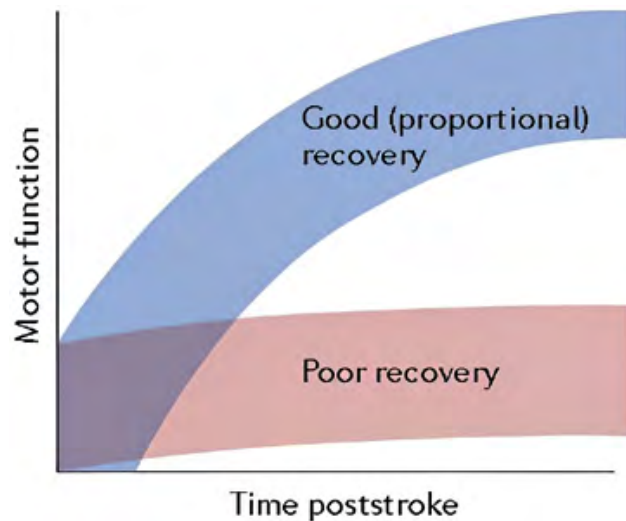 Good (proportional)
recovery
Motor function
Poor recovery
Time poststroke